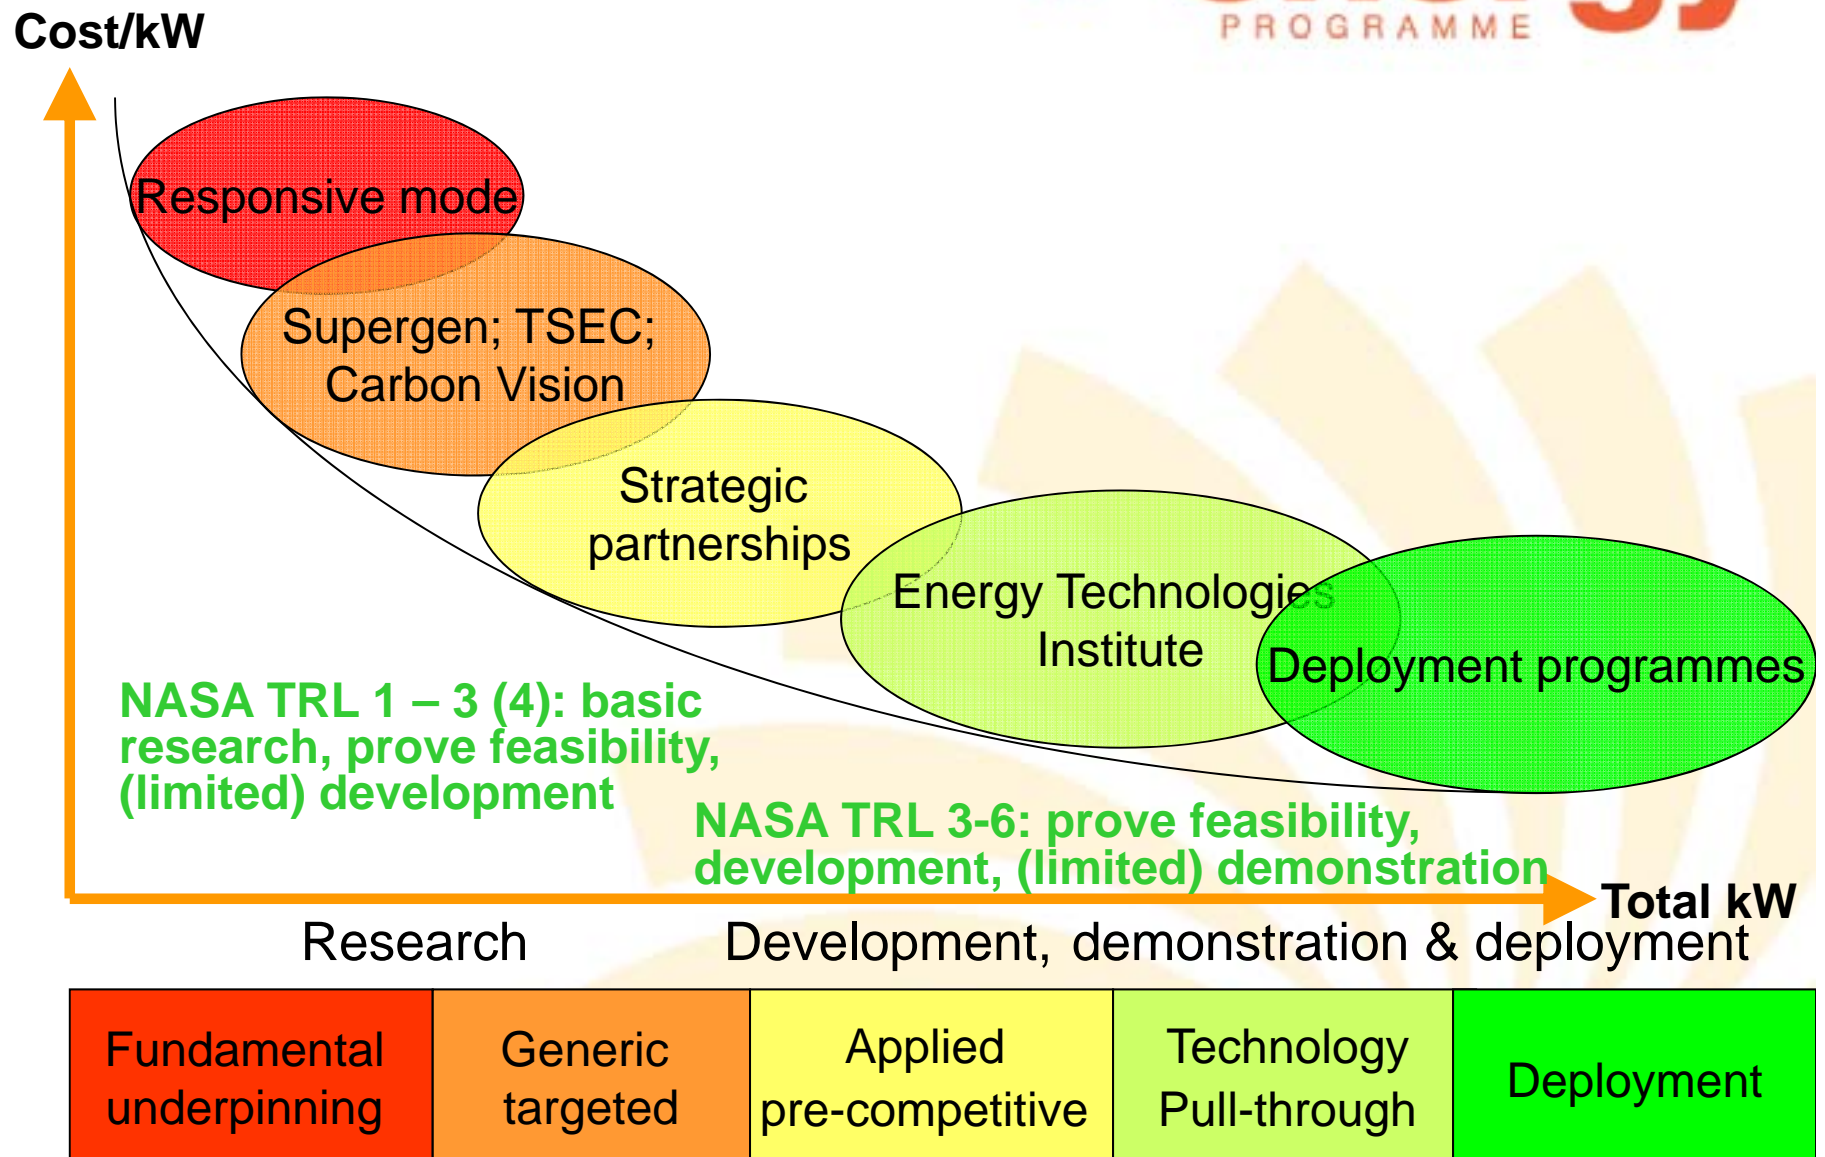 Cost/kW
PROGRAMME
Responsive mode
Supergen; TSEC;
Carbon Vision
Strategic
partnerships
Energy Technologies
Institute
Deployment programmes
NASA TRL 1 – 3 (4): basic
research, prove feasibility,
(limited) development
NASA TRL 3-6: prove feasibility,
development, (limited) demonstration
Total kW
Research
Development, demonstration & deployment
Fundamental
underpinning
Generic
targeted
Applied
pre-competitive
Technology
Pull-through
Deployment